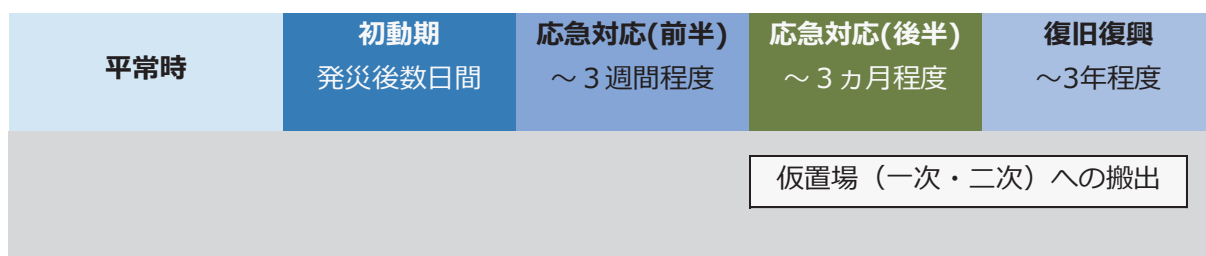 平常時
初動期
発災後数日間
応急対応(前半)
～３週間程度
応急対応(後半)
～３ヵ月程度
復旧復興
～3年程度
仮置場（一次・二次）への搬出